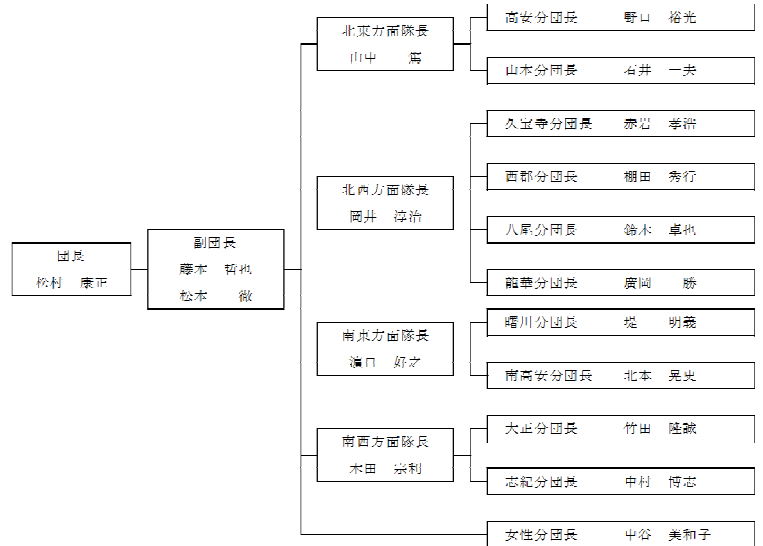 団長
松村　康正
副団長
藤本　哲也
松本　徹
北東方面隊長
山中　篤
高安分団長　野口　裕光
山本分団長　石井　一夫
北西方面隊長
岡井　淳治
久宝寺分団長　赤岩　孝浩
西郡分団長　棚田　秀行
八尾分団長　鈴木　卓也
龍華分団長　廣岡　勝
南東方面隊長
濵口　好之
曙川分団長　堤　明義
南高安分団長　北本　晃史
南西方面隊長
木田　宗利
大正分団長　竹田　隆誠
志紀分団長　中村　博志
女性分団長　中谷　美和子